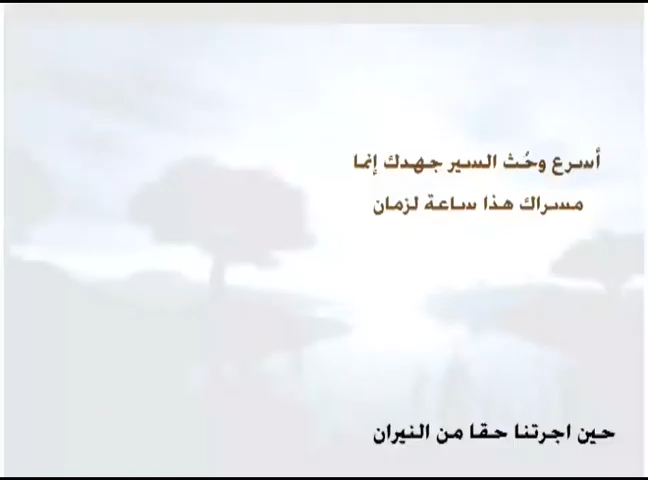 أسرع وحُث السير جهدك إنما
مسراك هذا ساعة لزمان
حين اجرتنا حقا من النيران